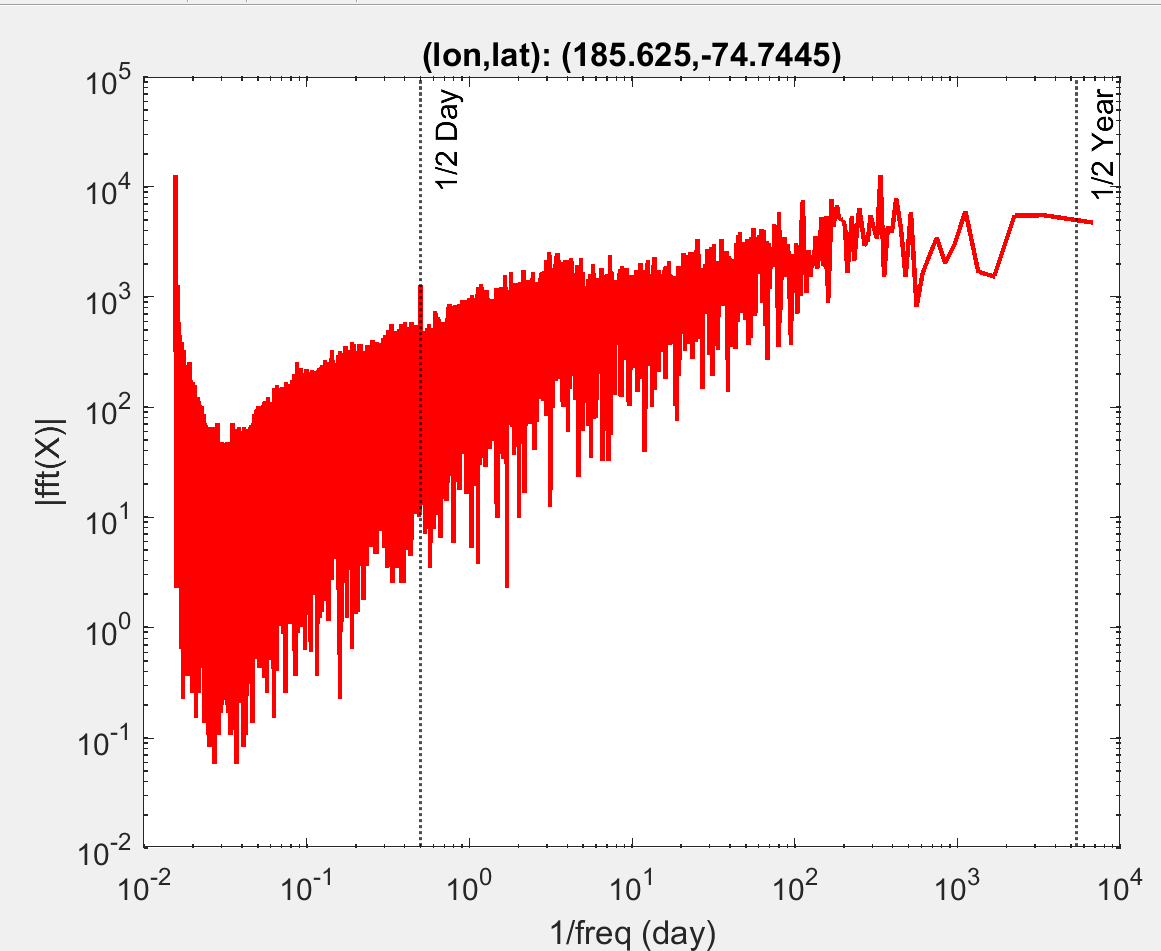 (lon,lat): (185.625,-74.7445)
10^5
10^4
10^3
10^2
10^1
10^0
10^-1
10^-2
|fft(X)|
1/2 Day
1/2 Year
10^-2 10^-1 10^0 10^1 10^2 10^3 10^4
1/freq (day)